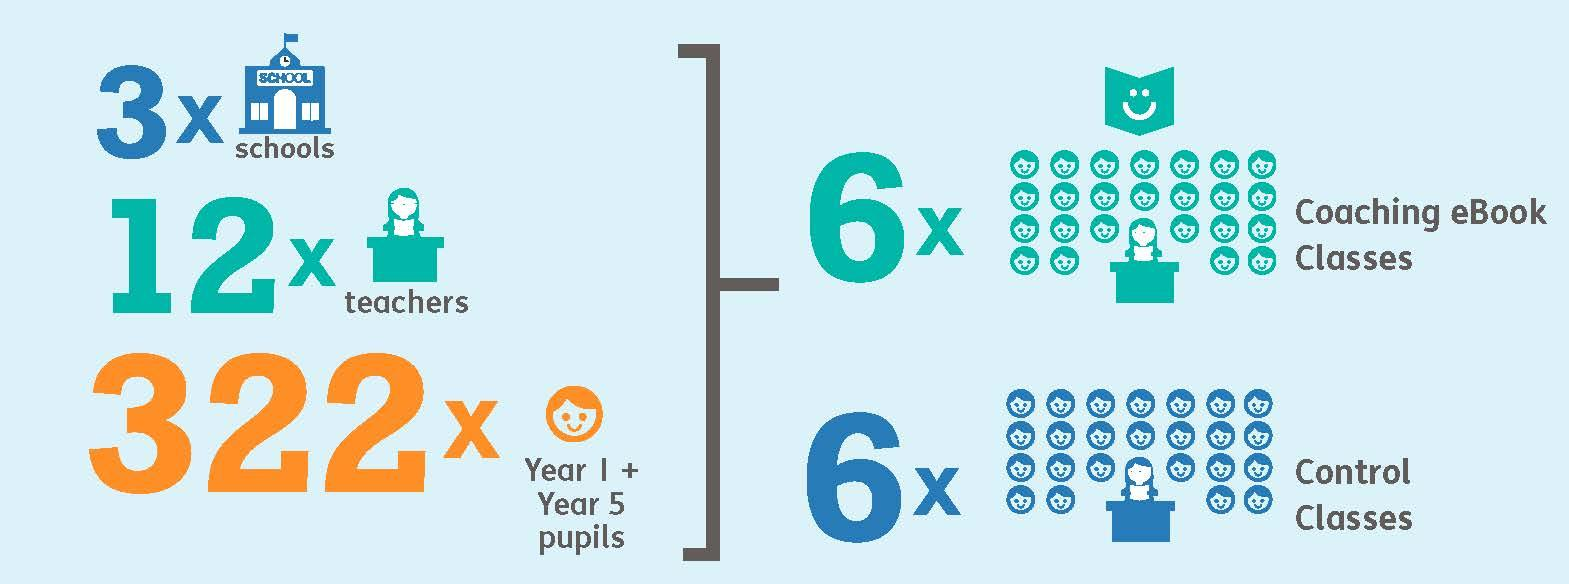 3x
SCHOOL
schools
12x
teachers
322x
Year 1 +
Year 5
pupils
6x
Coaching eBook
Classes
6x
Control
Classes